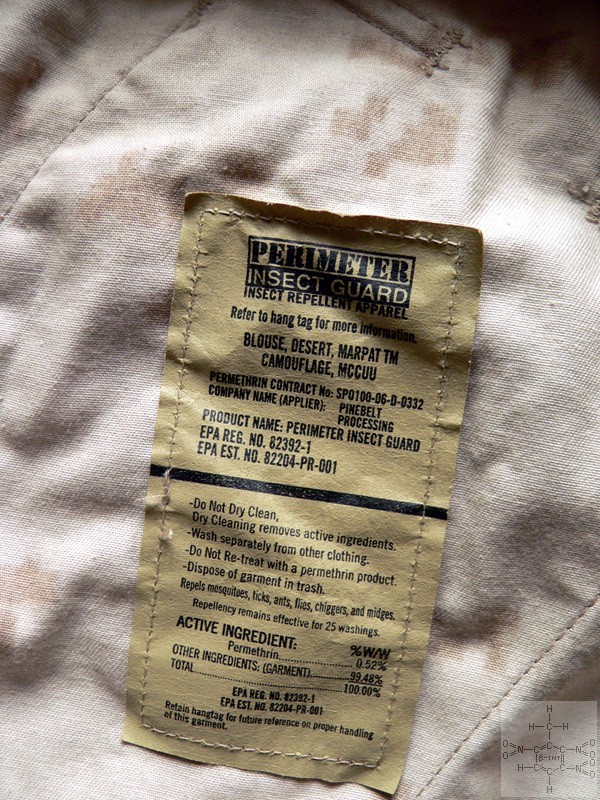 PERIMETER
INSECT GUARD
INSECT REPELLENT APPAREL
Refer to hang tag for more information.
BLOUSE, DESERT, MARPAT TM
CAMOUFLAGE, MCCUU
PERMETHRIN CONTRACT No: SPO100-06-D-0332
COMPANY NAME (APPLIER): PINEBELT
PROCESSING
PRODUCT NAME: PERIMETER INSECT GUARD
EPA REG. NO. 82392-1
EPA EST. NO. 82204-PR-001
-Do Not Dry Clean,
Dry Cleaning removes active ingredients.
-Wash separately from other clothing.
-Do Not Re-treat with a permethrin product.
-Dispose of garment in trash.
Repels mosquitoes, ticks, ants, flies, chiggers, and midges.
Repellency remains effective for 25 washings.
ACTIVE INGREDIENT: %W/W
Permethrin...................0.52%
OTHER INGREDIENTS: (GARMENT)........99.48%
TOTAL...................................100.00%
EPA REG. NO. 82392-1
EPA EST. NO. 82204-PR-001
Retain hangtag for future reference on proper handling
of this garment.
H
H-C-H
O2N C C NO2
β-TNT
H-C C-NO2
C
H